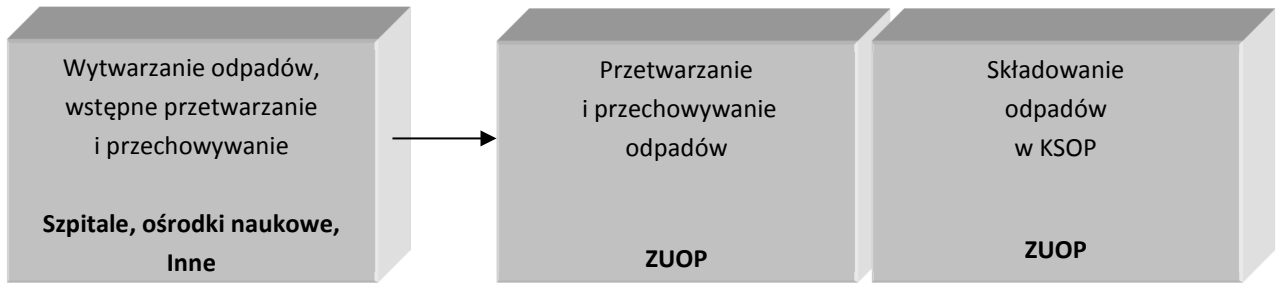 Wytwarzanie odpadów,
wstępne przetwarzanie
i przechowywanie
Szpitale, ośrodki naukowe,
Inne
Przetwarzanie
i przechowywanie
odpadów
ZUOP
Składowanie
odpadów
w KSOP
ZUOP